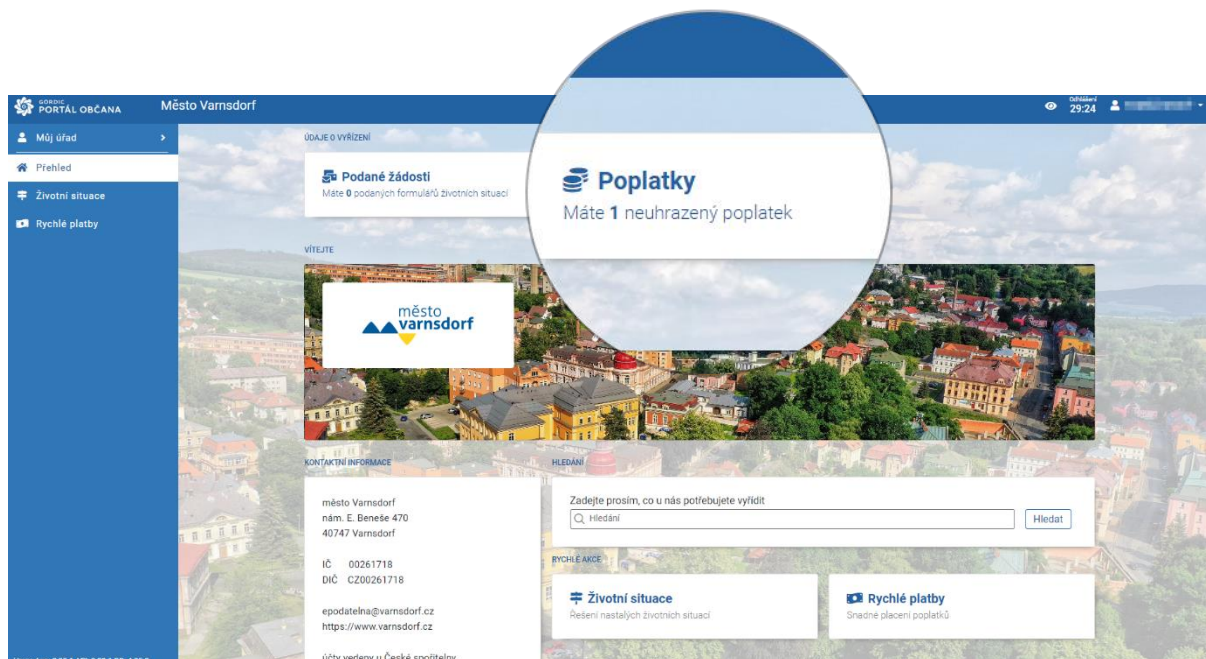 GORDIC
PORTÁL OBČANA
Město Varnsdorf
Odhlášení
29:24
Můj úřad
Přehled
Životní situace
Rychlé platby
ÚDAJE O VYŘÍZENÍ
Podané žádosti
Máte 0 podaných formulářů životních situací
Poplatky
Máte 1 neuhrazený poplatek
VÍTEJTE
město
varnsdorf
KONTAKTNÍ INFORMACE
město Varnsdorf
nám. E. Beneše 470
40747 Varnsdorf
IČ 00261718
DIČ CZ00261718
epodatelna@varnsdorf.cz
https://www.varnsdorf.cz
účty vedeny u České spořitelny
HLEDÁNÍ
Zadejte prosím, co u nás potřebujete vyřídit
Hledání
Hledat
RYCHLÉ AKCE
Životní situace
Řešení nastalých životních situací
Rychlé platby
Snadné placení poplatků